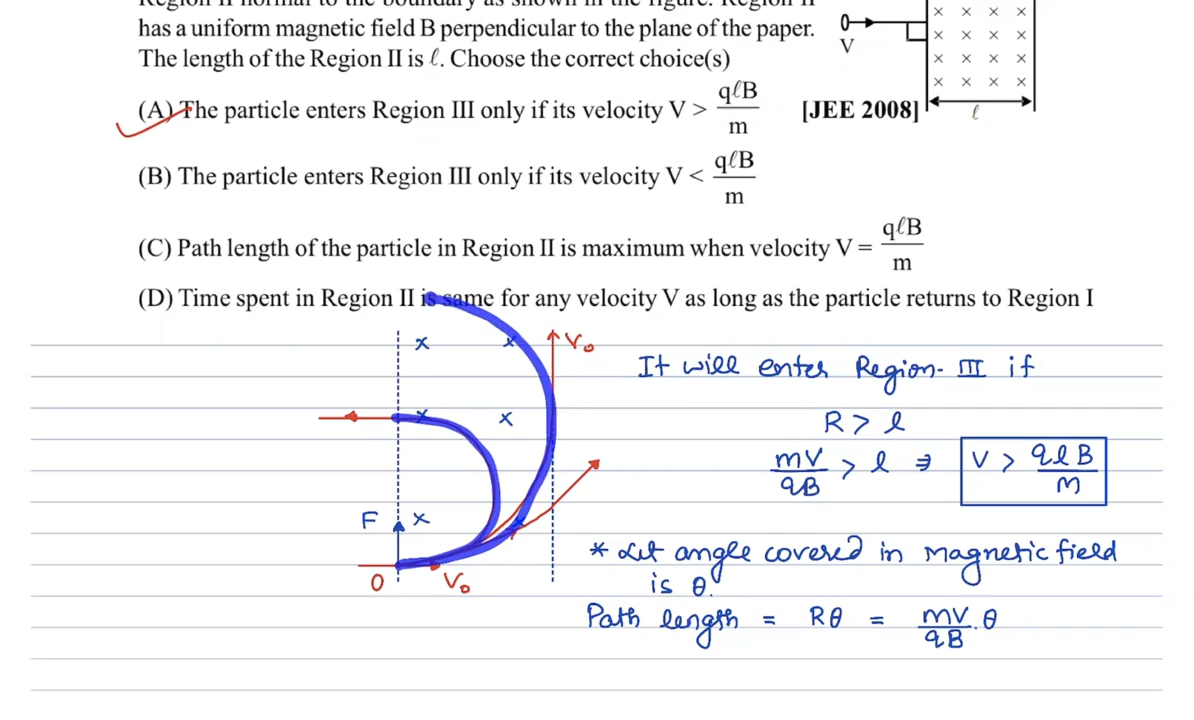 has a uniform magnetic field B perpendicular to the plane of the paper.
The length of the Region II is ℓ. Choose the correct choice(s)
(A) The particle enters Region III only if its velocity V > qℓB / m [JEE 2008]
(B) The particle enters Region III only if its velocity V < qℓB / m
(C) Path length of the particle in Region II is maximum when velocity V = qℓB / m
(D) Time spent in Region II is same for any velocity V as long as the particle returns to Region I
V
× × × ×
× × × ×
× × × ×
× × × ×
ℓ
x x V₀
x x
F x
O V₀
It will enter Region-III if
R > l
mV / qB > l ⇒ V > qlB / m
* Let angle covered in magnetic field
is θ.
Path length = Rθ = mV / qB . θ